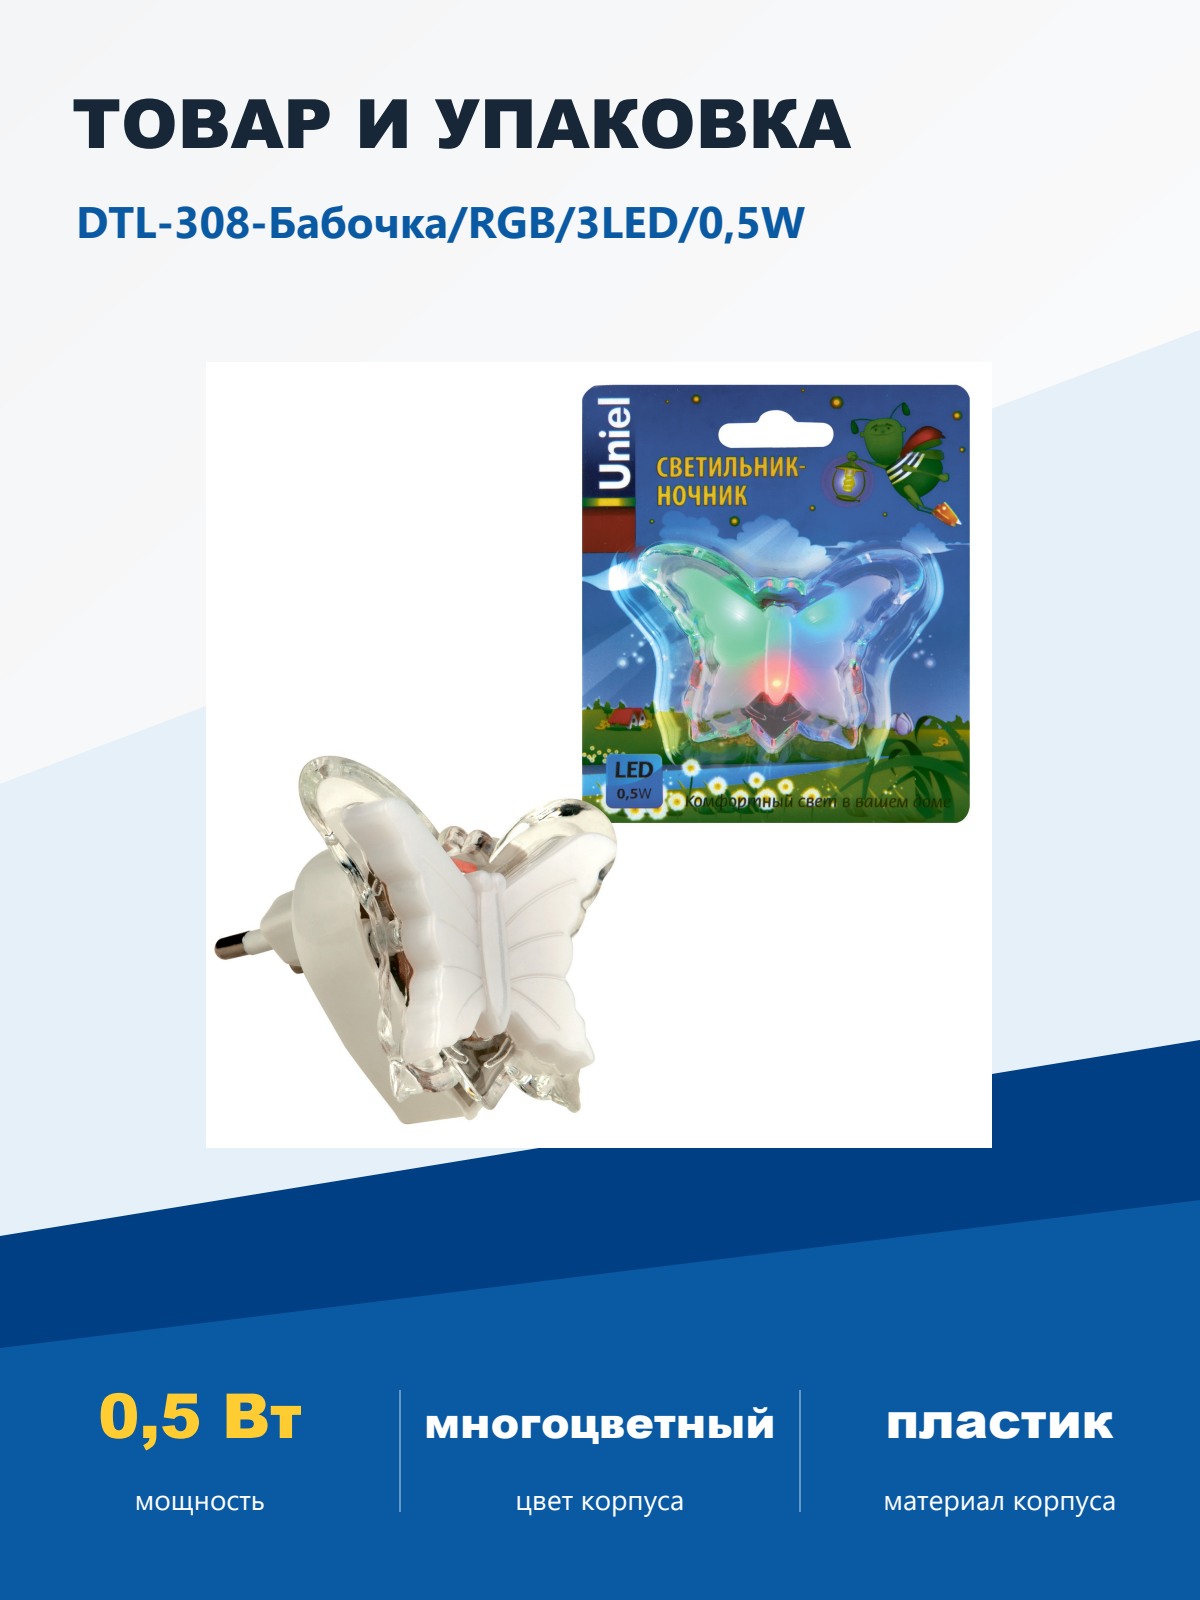 ТОВАР И УПАКОВКА
DTL-308-Бабочка/RGB/3LED/0,5W
Uniel
СВЕТИЛЬНИК-
НОЧНИК
LED
0,5W
Комфортный свет в вашем доме
0,5 Вт
мощность
многоцветный
цвет корпуса
пластик
материал корпуса